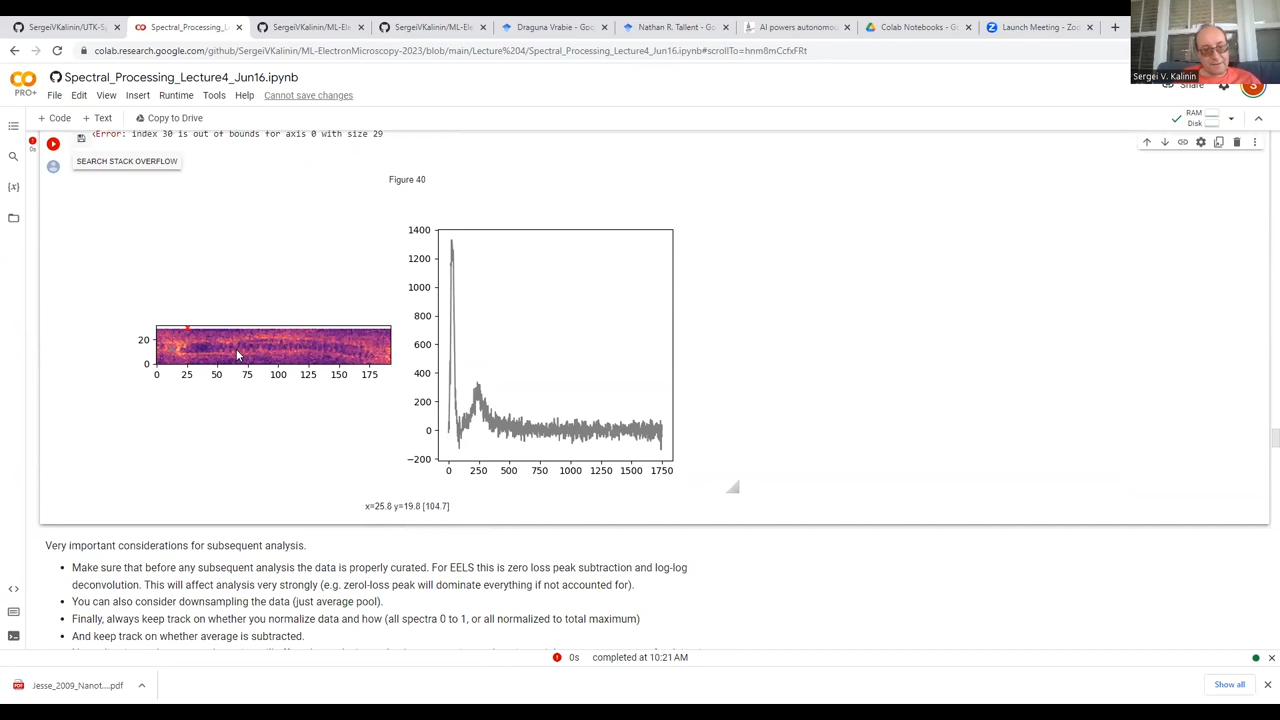 SergeiVKalinin/UTK-S
Spectral_Processing_L
SergeiVKalinin/ML-Ele
SergeiVKalinin/ML-Ele
Draguna Vrabie - Goo
Nathan R. Tallent - Go
AI powers autonomou
Colab Notebooks - Go
Launch Meeting - Zoo
colab.research.google.com/github/SergeiVKalinin/ML-ElectronMicroscopy-2023/blob/main/Lecture%204/Spectral_Processing_Lecture4_Jun16.ipynb#scrollTo=hnm8mCcfxFRt
Sergei V. Kalinin
Spectral_Processing_Lecture4_Jun16.ipynb
PRO+
File Edit View Insert Runtime Tools Help Cannot save changes
Share
S
+ Code + Text Copy to Drive
RAM
Disk
Error: index 30 is out of bounds for axis 0 with size 29
0s
SEARCH STACK OVERFLOW
{x}
Figure 40
1400
1200
1000
800
600
400
200
0
−200
0 250 500 750 1000 1250 1500 1750
20
0
0 25 50 75 100 125 150 175
x=25.8 y=19.8 [104.7]
Very important considerations for subsequent analysis.
• Make sure that before any subsequent analysis the data is properly curated. For EELS this is zero loss peak subtraction and log-log
deconvolution. This will affect analysis very strongly (e.g. zerol-loss peak will dominate everything if not accounted for).
• You can also consider downsampling the data (just average pool).
• Finally, always keep track on whether you normalize data and how (all spectra 0 to 1, or all normalized to total maximum)
• And keep track on whether average is subtracted.
0s completed at 10:21 AM
Jesse_2009_Nanot....pdf
Show all